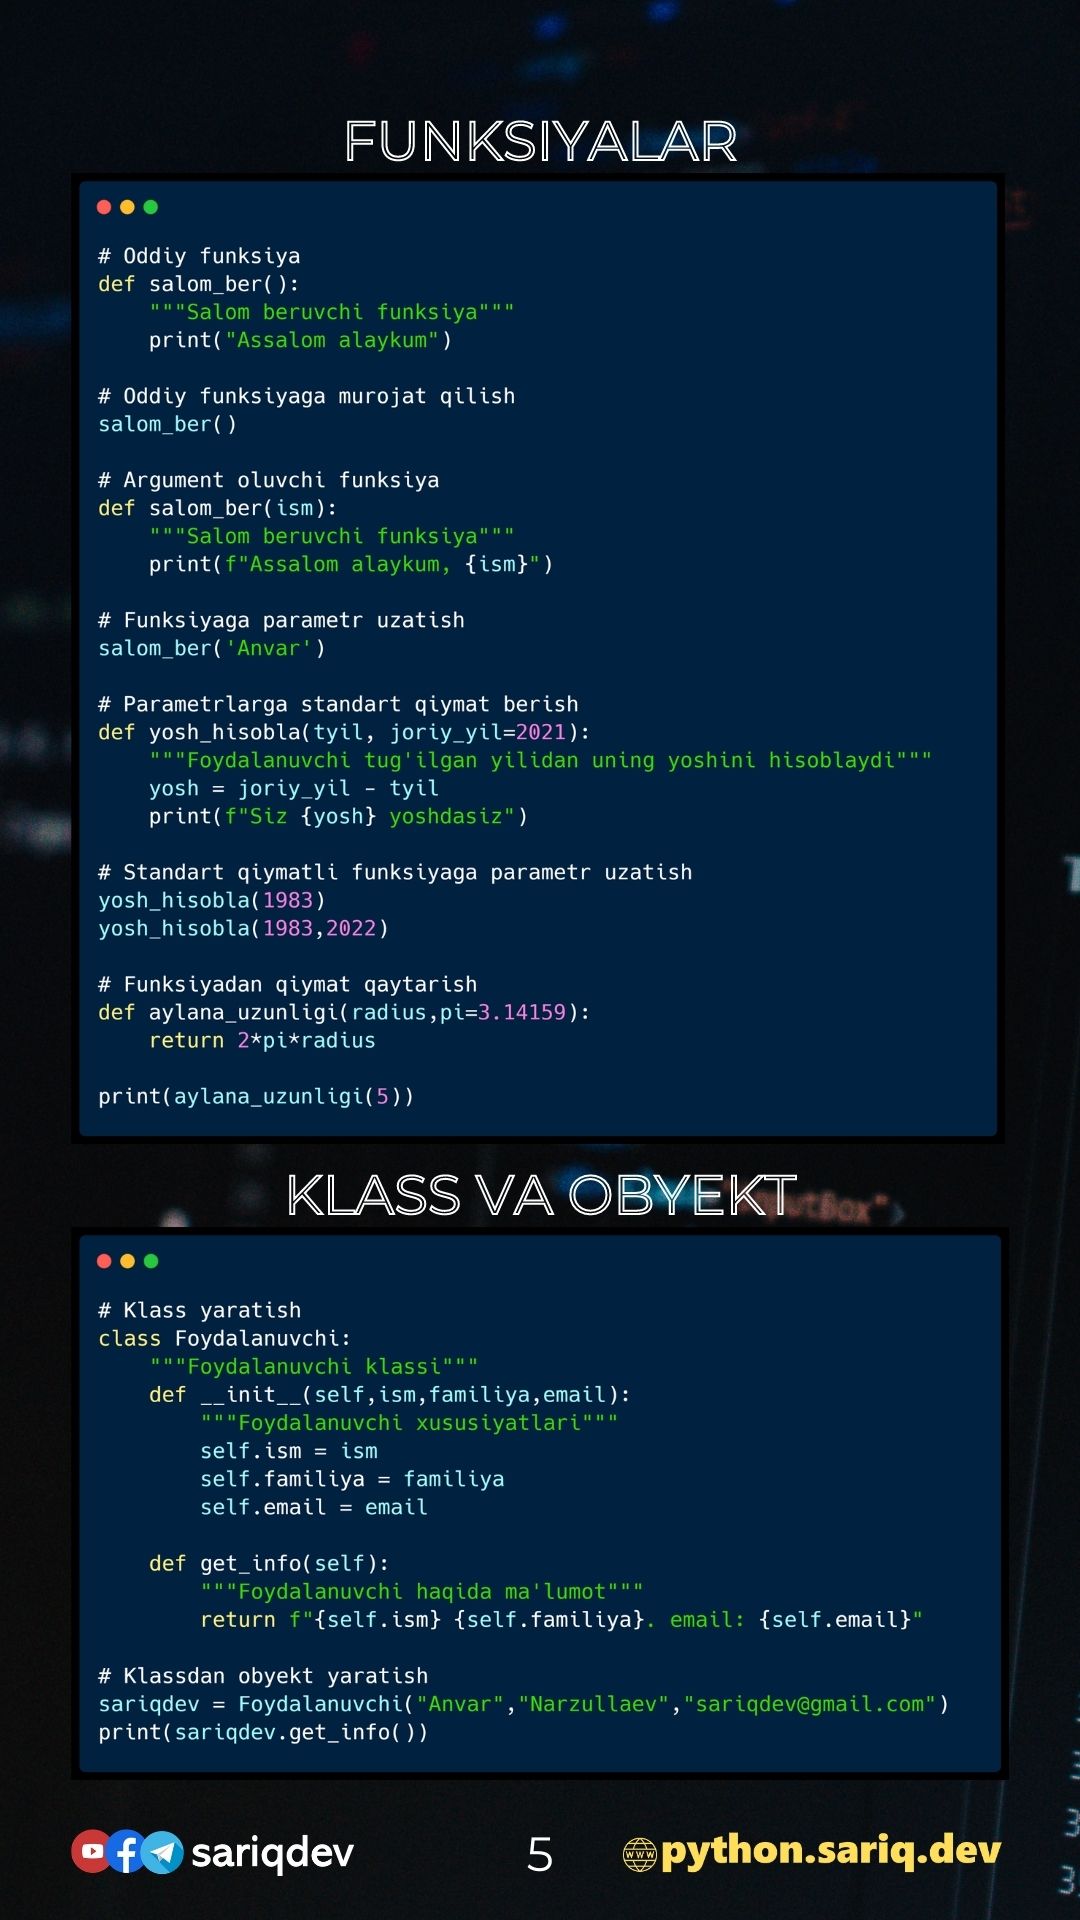 FUNKSIYALAR
# Oddiy funksiya
def salom_ber():
    """Salom beruvchi funksiya"""
    print("Assalom alaykum")
# Oddiy funksiyaga murojat qilish
salom_ber()
# Argument oluvchi funksiya
def salom_ber(ism):
    """Salom beruvchi funksiya"""
    print(f"Assalom alaykum, {ism}")
# Funksiyaga parametr uzatish
salom_ber('Anvar')
# Parametrlarga standart qiymat berish
def yosh_hisobla(tyil, joriy_yil=2021):
    """Foydalanuvchi tug'ilgan yilidan uning yoshini hisoblaydi"""
    yosh = joriy_yil - tyil
    print(f"Siz {yosh} yoshdasiz")
# Standart qiymatli funksiyaga parametr uzatish
yosh_hisobla(1983)
yosh_hisobla(1983,2022)
# Funksiyadan qiymat qaytarish
def aylana_uzunligi(radius,pi=3.14159):
    return 2*pi*radius
print(aylana_uzunligi(5))
KLASS VA OBYEKT
# Klass yaratish
class Foydalanuvchi:
    """Foydalanuvchi klassi"""
    def __init__(self,ism,familiya,email):
        """Foydalanuvchi xususiyatlari"""
        self.ism = ism
        self.familiya = familiya
        self.email = email
    def get_info(self):
        """Foydalanuvchi haqida ma'lumot"""
        return f"{self.ism} {self.familiya}. email: {self.email}"
# Klassdan obyekt yaratish
sariqdev = Foydalanuvchi("Anvar","Narzullaev","sariqdev@gmail.com")
print(sariqdev.get_info())
sariqdev
5
www python.sariq.dev